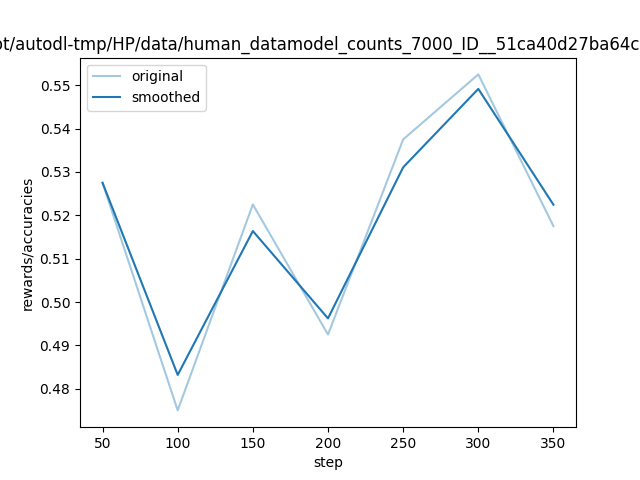 ot/autodl-tmp/HP/data/human_datamodel_counts_7000_ID__51ca40d27ba64c
original
smoothed
0.55
0.54
0.53
0.52
0.51
0.50
0.49
0.48
rewards/accuracies
50 100 150 200 250 300 350
step